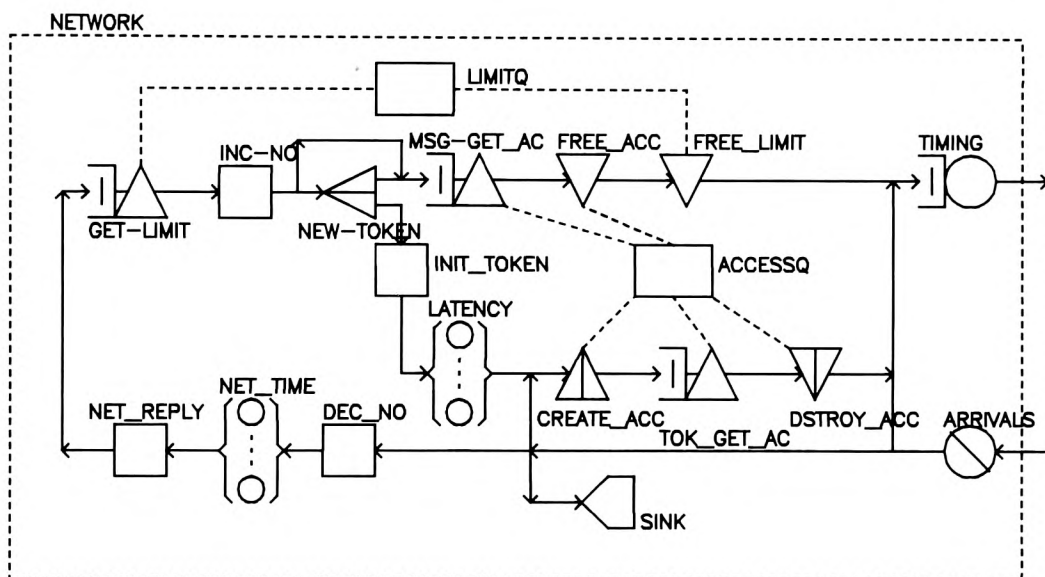 NETWORK
LIMITQ
MSG-GET_AC
FREE_ACC
FREE_LIMIT
TIMING
INC-NO
GET-LIMIT
NEW-TOKEN
INIT_TOKEN
ACCESSQ
LATENCY
NET_TIME
NET_REPLY
DEC_NO
CREATE_ACC
DSTROY_ACC
ARRIVALS
TOK_GET_AC
SINK